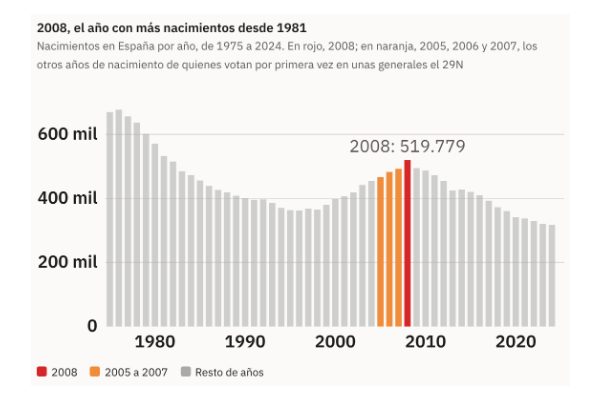 2008, el año con más nacimientos desde 1981
Nacimientos en España por año, de 1975 a 2024. En rojo, 2008; en naranja, 2005, 2006 y 2007, los
otros años de nacimiento de quienes votan por primera vez en unas generales el 29N
2008: 519.779
600 mil
400 mil
200 mil
0
1980 1990 2000 2010 2020
2008 2005 a 2007 Resto de años